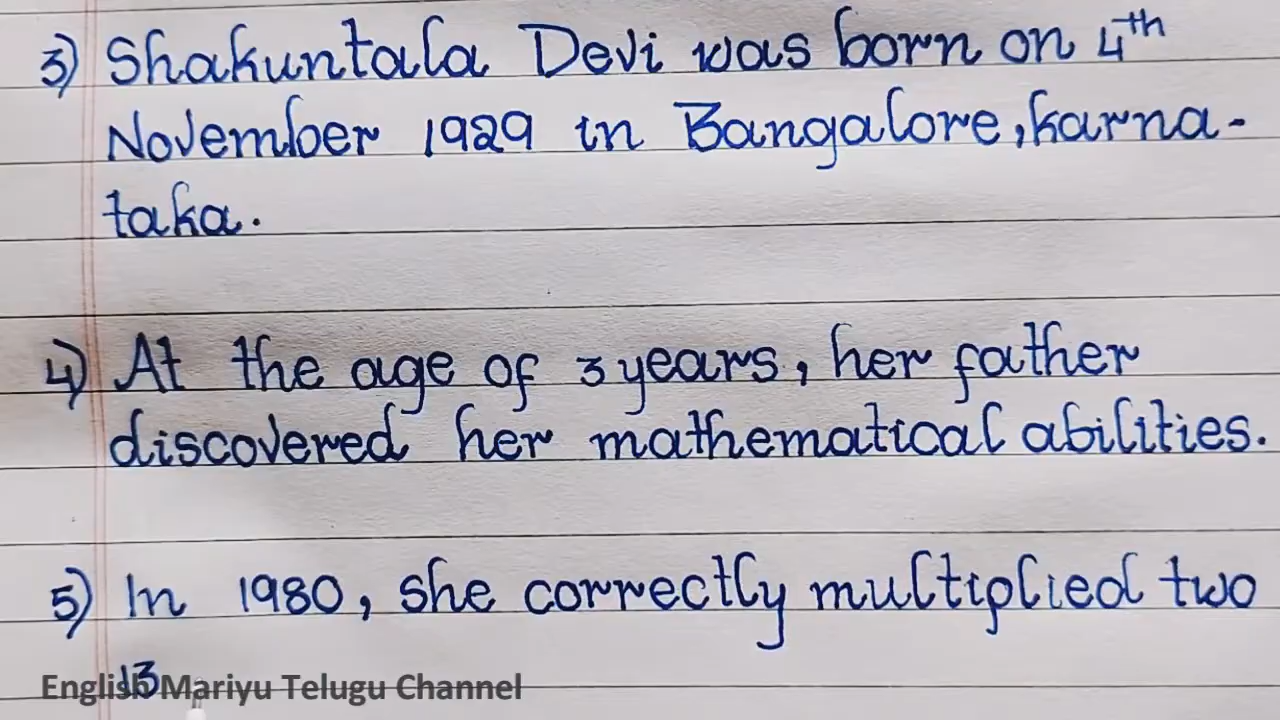 3) Shakuntala Devi was born on 4th
November 1929 in Bangalore, Karna-
taka.
4) At the age of 3 years, her father
discovered her mathematical abilities.
5) In 1980, she correctly multiplied two
13
English Mariyu Telugu Channel